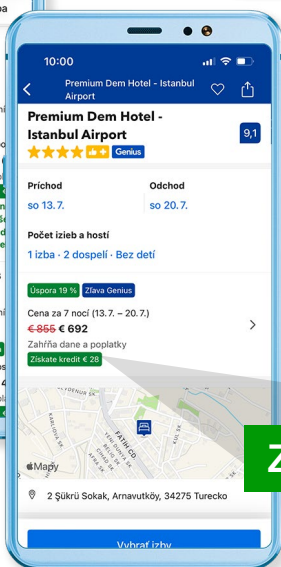 10:00
Premium Dem Hotel - Istanbul
Airport
Premium Dem Hotel -
Istanbul Airport
9,1
Genius
Príchod
Odchod
so 13. 7.
so 20. 7.
Počet izieb a hostí
1 izba · 2 dospelí · Bez detí
Úspora 19 %
Zľava Genius
Cena za 7 nocí (13. 7. – 20. 7.)
€ 855 € 692
Zahŕňa dane a poplatky
Získate kredit € 28
FATIH CD.
KUL SK.
Mapy
Z
2 Şükrü Sokak, Arnavutköy, 34275 Turecko
Vybrať izby